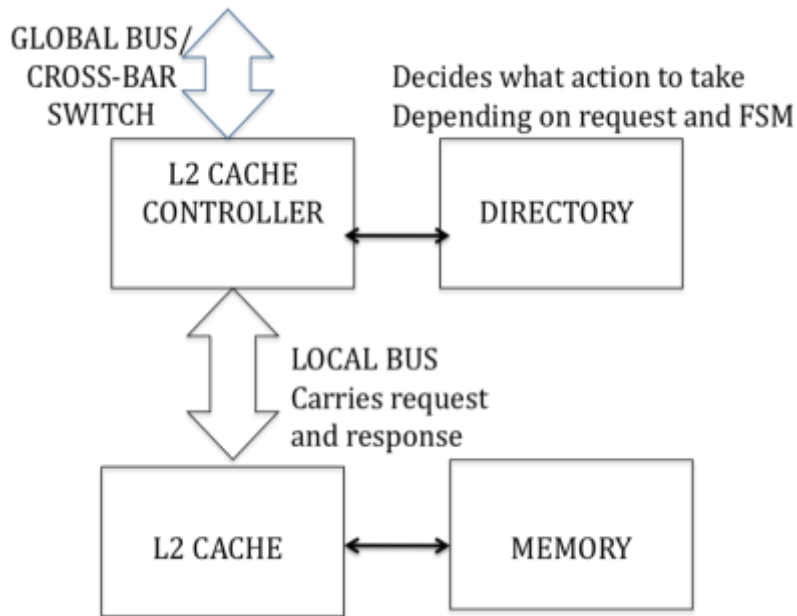 GLOBAL BUS/
CROSS-BAR
SWITCH
Decides what action to take
Depending on request and FSM
L2 CACHE
CONTROLLER
DIRECTORY
LOCAL BUS
Carries request
and response
L2 CACHE
MEMORY